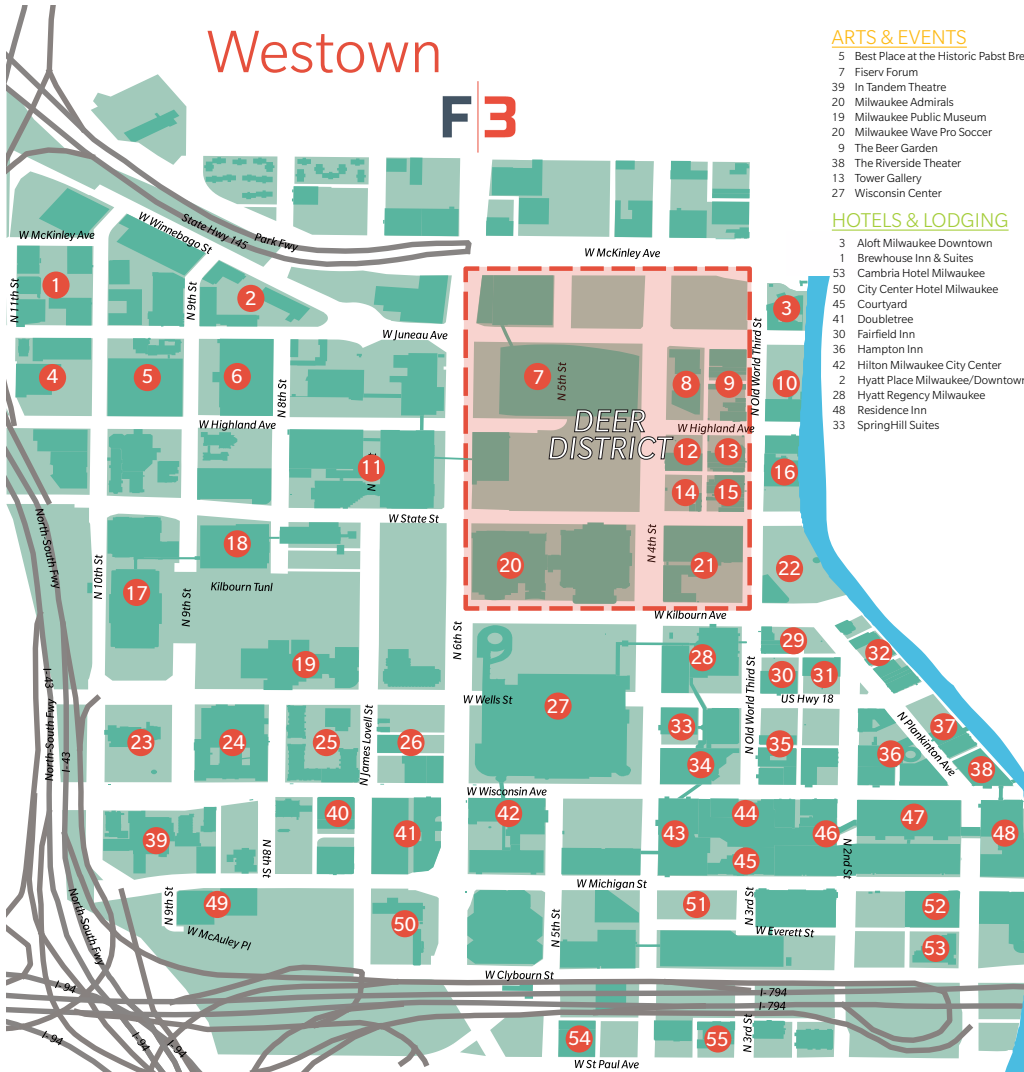 Westown
F|3
ARTS & EVENTS
5 Best Place at the Historic Pabst Bre
7 Fiserv Forum
39 In Tandem Theatre
20 Milwaukee Admirals
19 Milwaukee Public Museum
20 Milwaukee Wave Pro Soccer
9 The Beer Garden
38 The Riverside Theater
13 Tower Gallery
27 Wisconsin Center
HOTELS & LODGING
3 Aloft Milwaukee Downtown
1 Brewhouse Inn & Suites
53 Cambria Hotel Milwaukee
50 City Center Hotel Milwaukee
45 Courtyard
41 Doubletree
30 Fairfield Inn
36 Hampton Inn
42 Hilton Milwaukee City Center
2 Hyatt Place Milwaukee/Downtown
28 Hyatt Regency Milwaukee
48 Residence Inn
33 SpringHill Suites
W McKinley Ave
W Winnebago St
State Hwy 145
Park Fwy
W McKinley Ave
N 11th St
1
N 9th St
2
3
W Juneau Ave
N Old World Third St
4
5
6
N 8th St
7
N 5th St
8
9
10
W Highland Ave
DEER
DISTRICT
W Highland Ave
11
N
12
13
14
15
16
W State St
North-South Fwy
N 10th St
17
18
Kilbourn Tunl
N 9th St
19
20
N 4th St
21
22
W Kilbourn Ave
N 6th St
27
28
29
30
31
32
US Hwy 18
N Old World Third St
W Wells St
I-43
North-South Fwy
I-43
23
24
25
N James Lovell St
26
33
34
35
36
37
38
N Plankinton Ave
W Wisconsin Ave
39
N 8th St
40
41
42
43
44
45
46
47
48
N 2nd St
W Michigan St
N 9th St
49
W McAuley Pl
50
N 5th St
51
N 3rd St
52
W Everett St
53
North-South Fwy
W Clybourn St
I-94
I-794
I-794
I-94
I-94
I-94
54
55
N 3rd St
W St Paul Ave